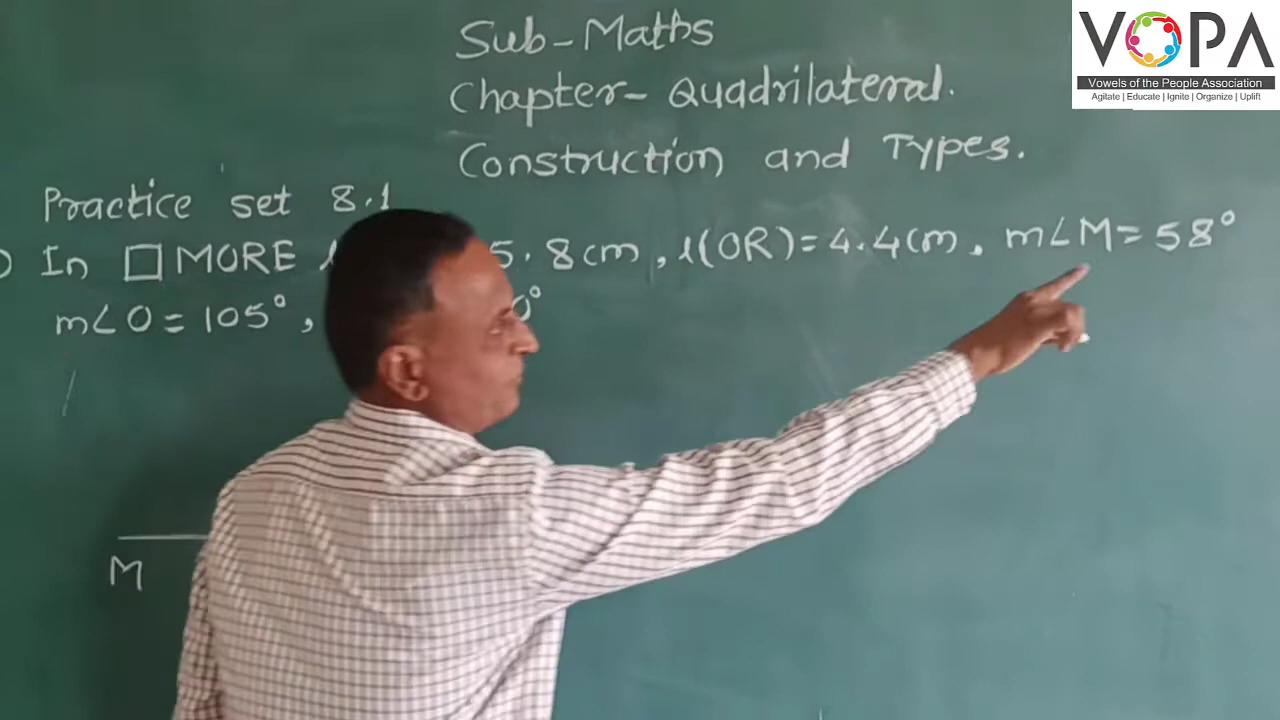 VOPA
Vowels of the People Association
Agitate | Educate | Ignite | Organize | Uplift
Sub-Maths
Chapter- Quadrilateral.
Construction and Types.
Practice set 8.1
) In □MORE l 5.8cm, l(OR)=4.4cm. m∠M=58°
m∠O=105°, 0°
M